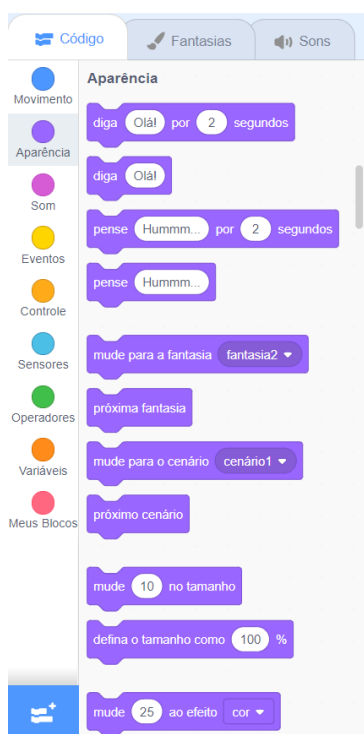 Código Fantasias Sons
Movimento
Aparência
Som
Eventos
Controle
Sensores
Operadores
Variáveis
Meus Blocos
Aparência
diga Olá! por 2 segundos
diga Olá!
pense Hummm... por 2 segundos
pense Hummm...
mude para a fantasia fantasia2
próxima fantasia
mude para o cenário cenário1
próximo cenário
mude 10 no tamanho
defina o tamanho como 100 %
mude 25 ao efeito cor